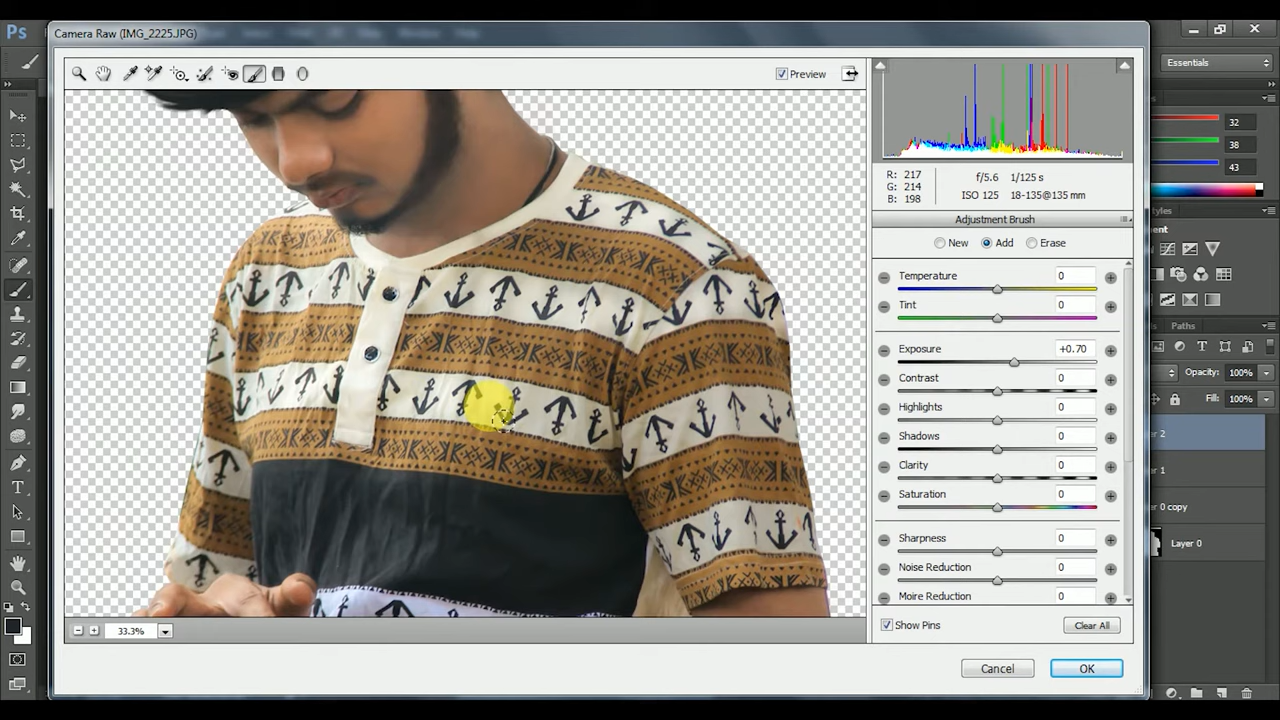 Ps
Camera Raw (IMG_2225.JPG)
Essentials
Preview
32
38
43
R: 217
G: 214
B: 198
f/5.6 1/125 s
ISO 125 18-135@135 mm
Adjustment Brush
New Add Erase
Temperature 0
Tint 0
Exposure +0.70
Contrast 0
Highlights 0
Shadows 0
Clarity 0
Saturation 0
Sharpness 0
Noise Reduction 0
Moire Reduction 0
Show Pins Clear All
33.3%
Cancel OK
Paths
Opacity: 100%
Fill: 100%
0 copy
Layer 0
T